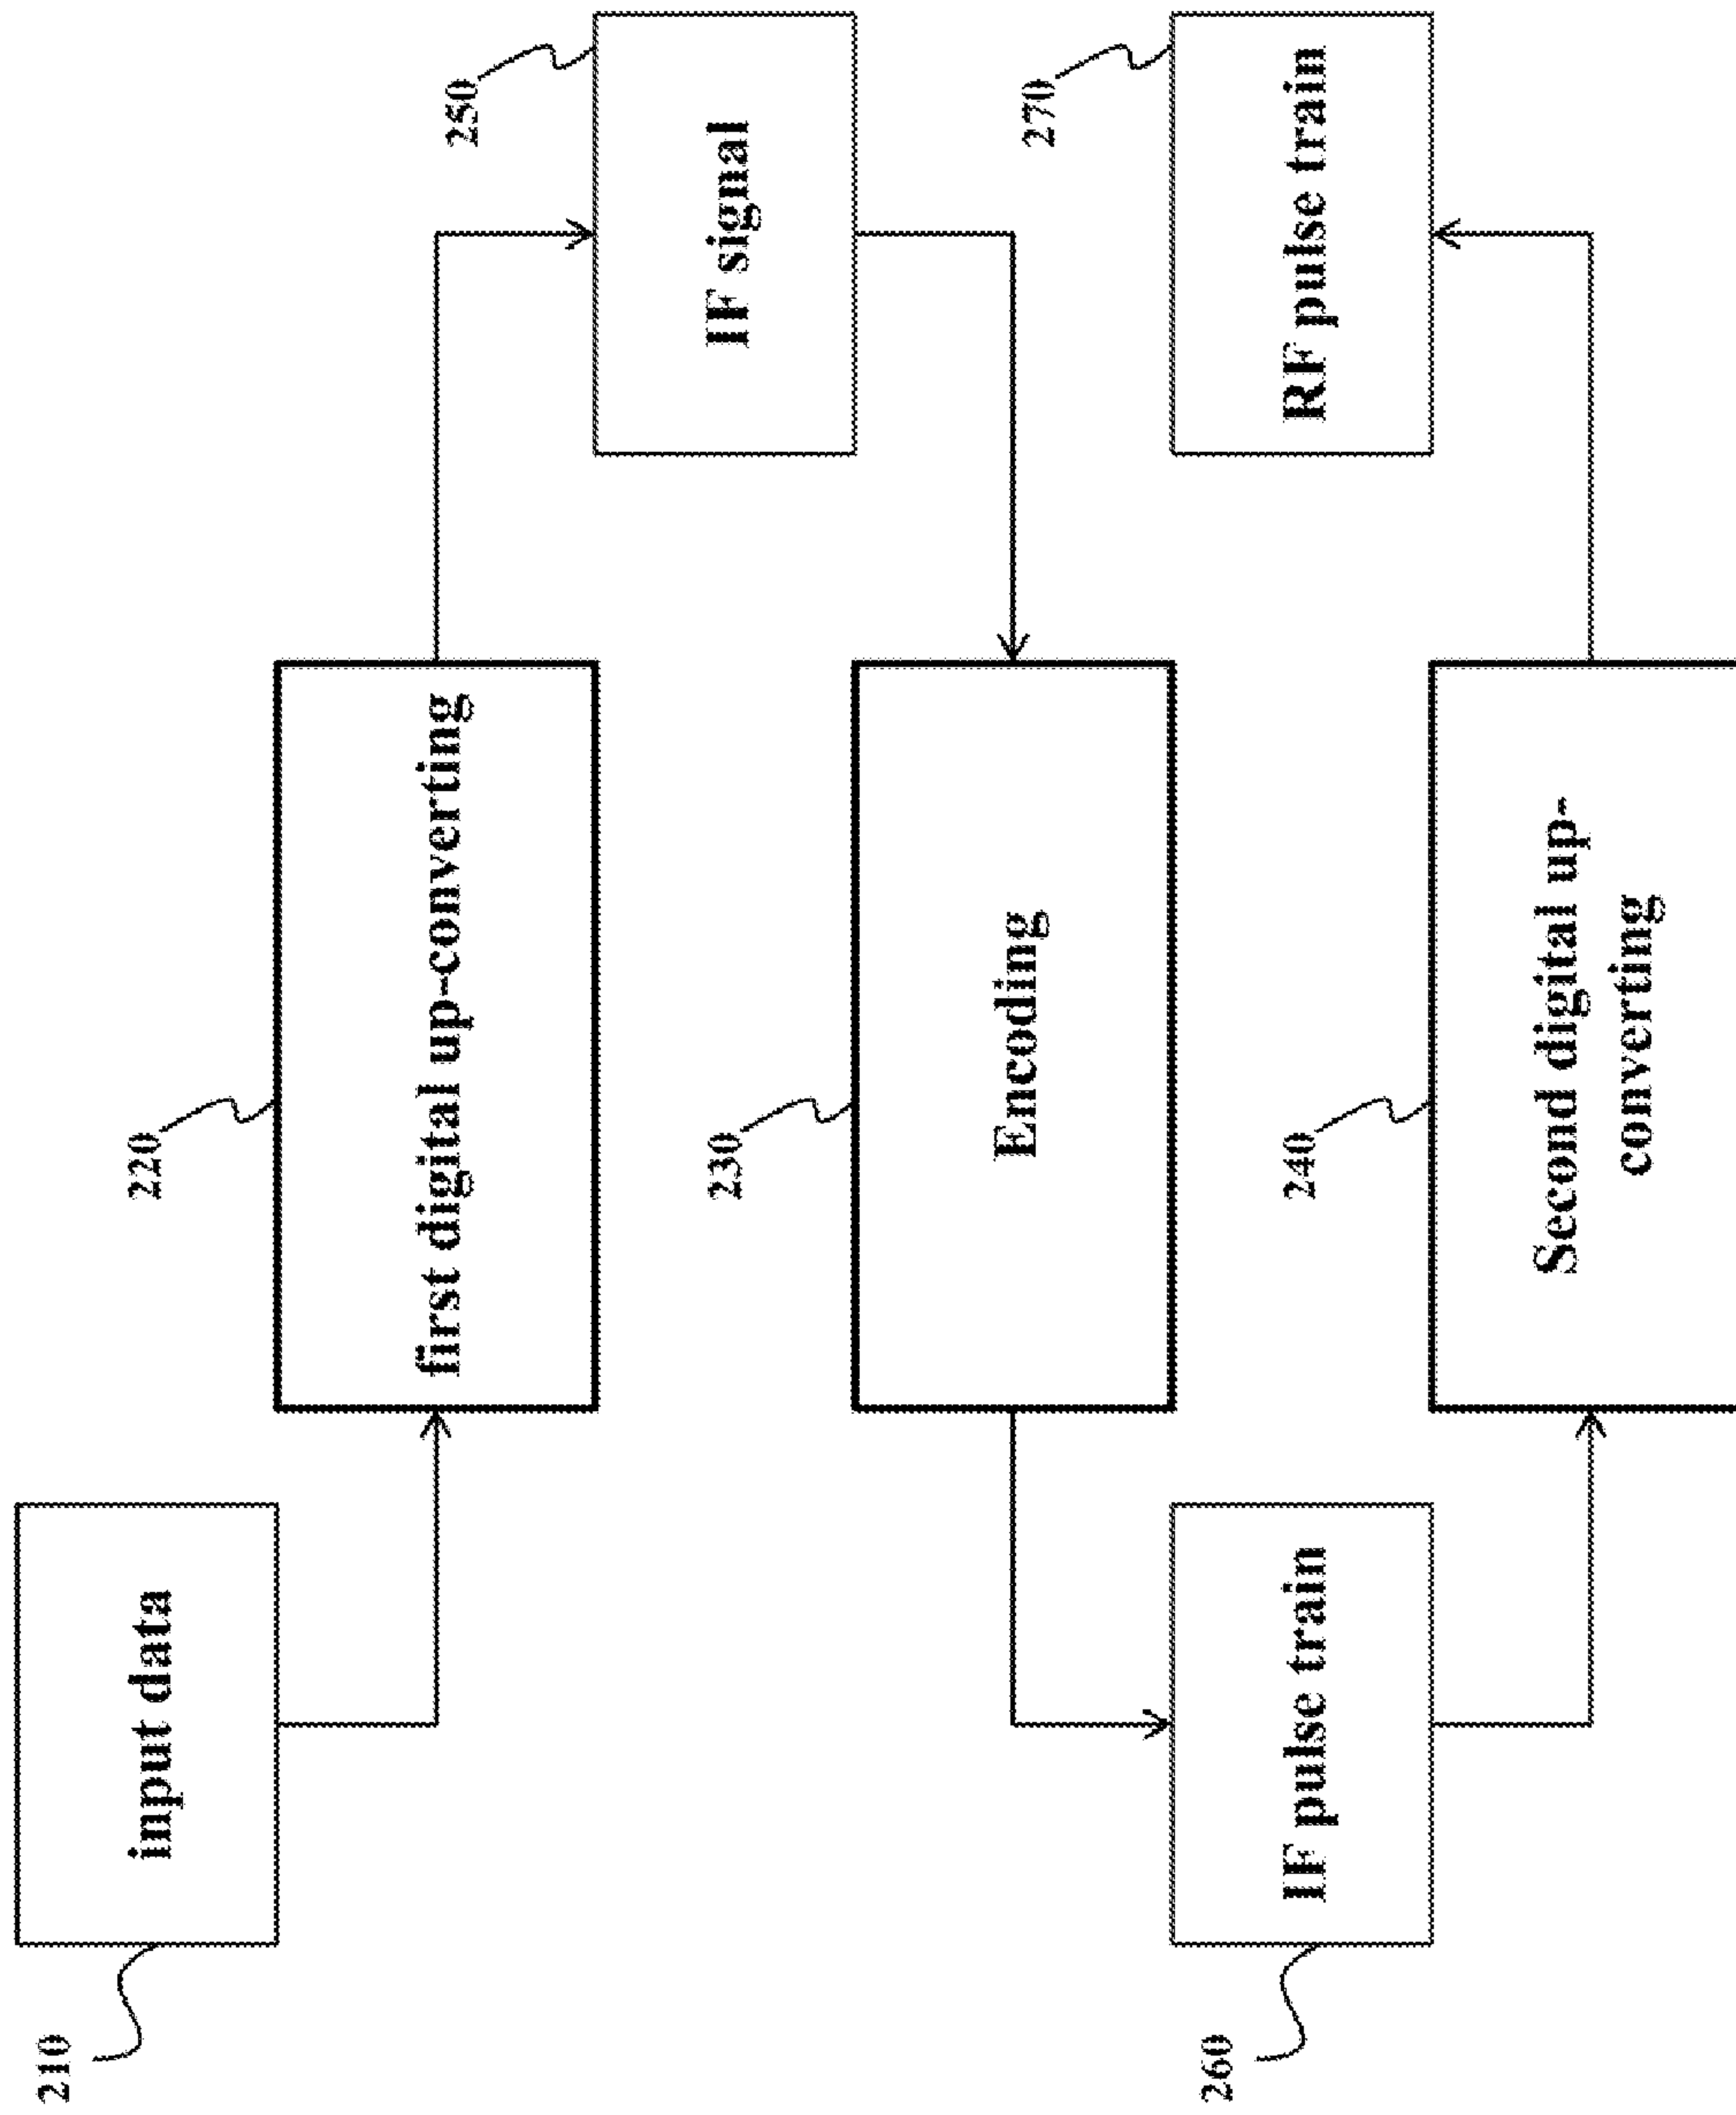 210
input data
220
first digital up-converting
250
IF signal
230
Encoding
260
IF pulse train
240
Second digital up-
converting
270
RF pulse train